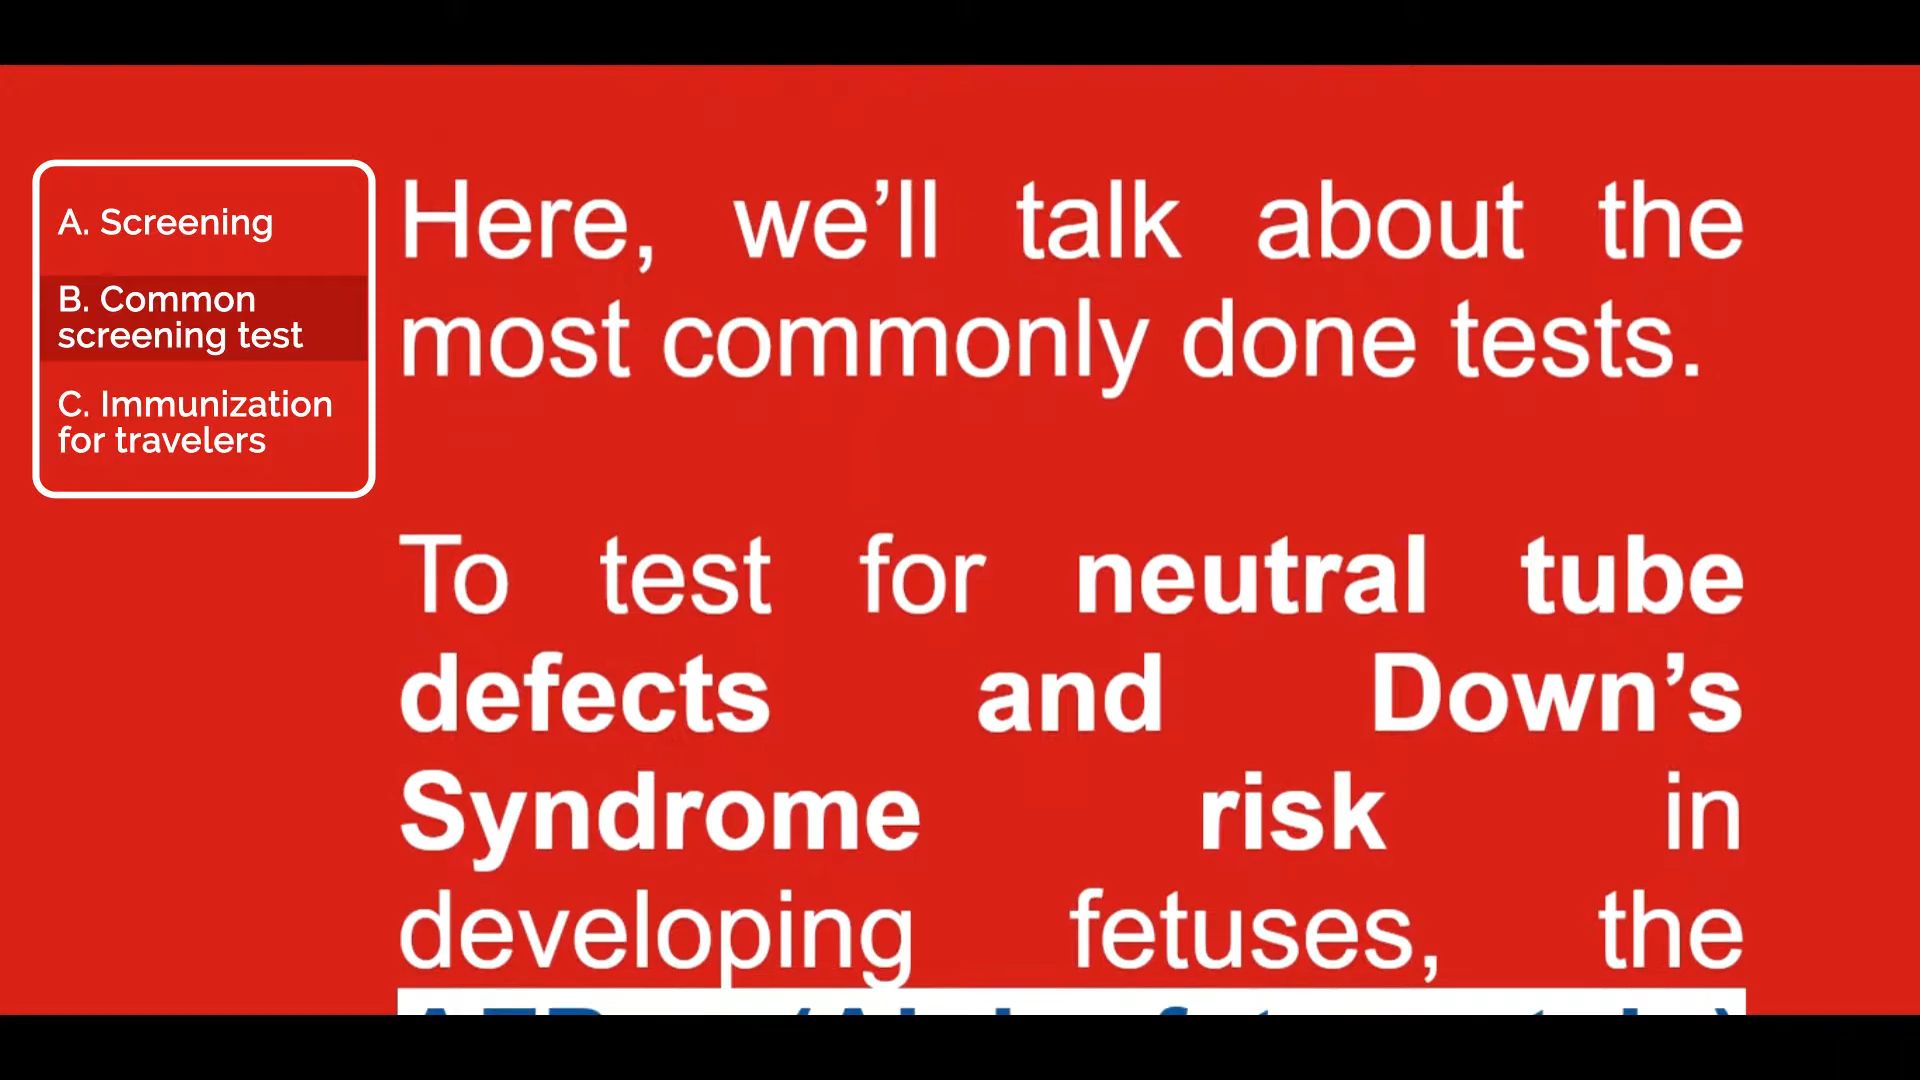 A. Screening
B. Common
screening test
C. Immunization
for travelers
Here, we’ll talk about the
most commonly done tests.
To test for neutral tube
defects and Down’s
Syndrome risk in
developing fetuses, the